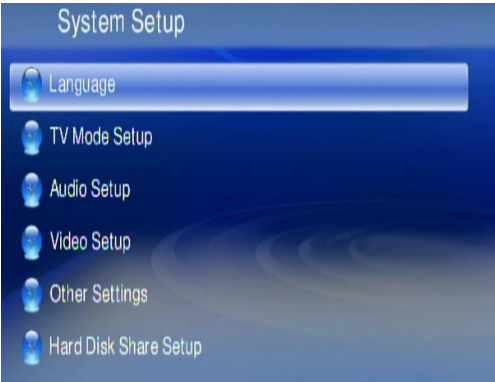 System Setup
Language
TV Mode Setup
Audio Setup
Video Setup
Other Settings
Hard Disk Share Setup